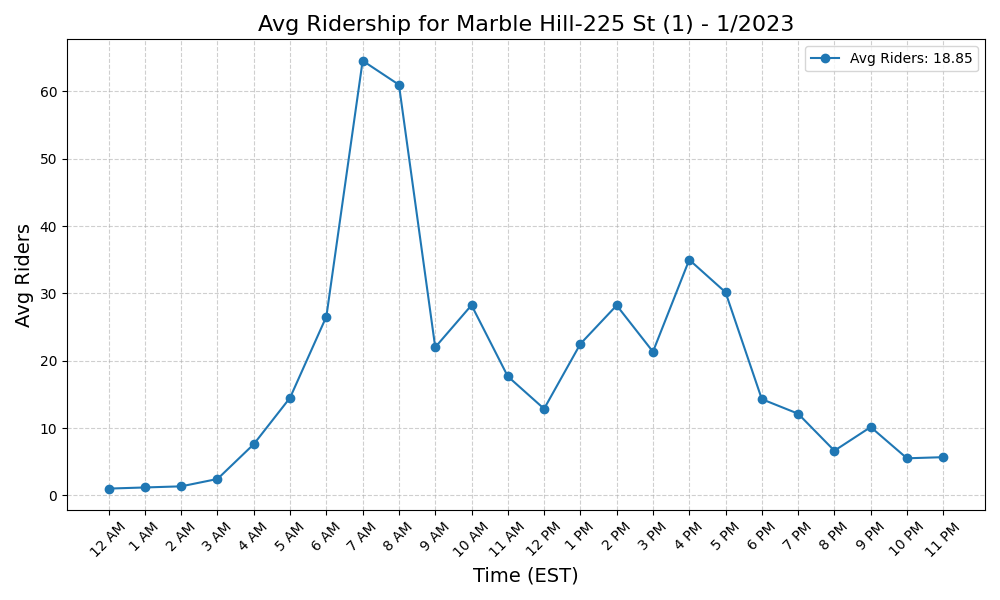 Avg Ridership for Marble Hill-225 St (1) - 1/2023
Avg Riders: 18.85
Avg Riders
60
50
40
30
20
10
0
12 AM
1 AM
2 AM
3 AM
4 AM
5 AM
6 AM
7 AM
8 AM
9 AM
10 AM
11 AM
12 PM
1 PM
2 PM
3 PM
4 PM
5 PM
6 PM
7 PM
8 PM
9 PM
10 PM
11 PM
Time (EST)